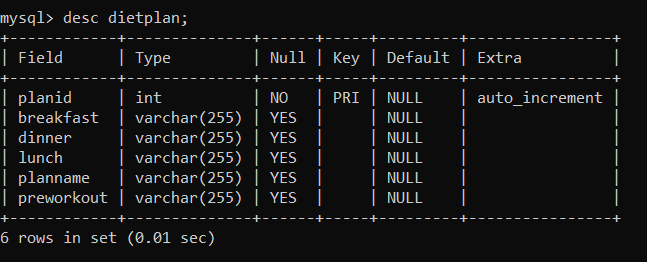 mysql> desc dietplan;
+------------+--------------+------+-----+---------+----------------+
| Field      | Type         | Null | Key | Default | Extra          |
+------------+--------------+------+-----+---------+----------------+
| planid     | int          | NO   | PRI | NULL    | auto_increment |
| breakfast  | varchar(255) | YES  |     | NULL    |                |
| dinner     | varchar(255) | YES  |     | NULL    |                |
| lunch      | varchar(255) | YES  |     | NULL    |                |
| planname   | varchar(255) | YES  |     | NULL    |                |
| preworkout | varchar(255) | YES  |     | NULL    |                |
+------------+--------------+------+-----+---------+----------------+
6 rows in set (0.01 sec)